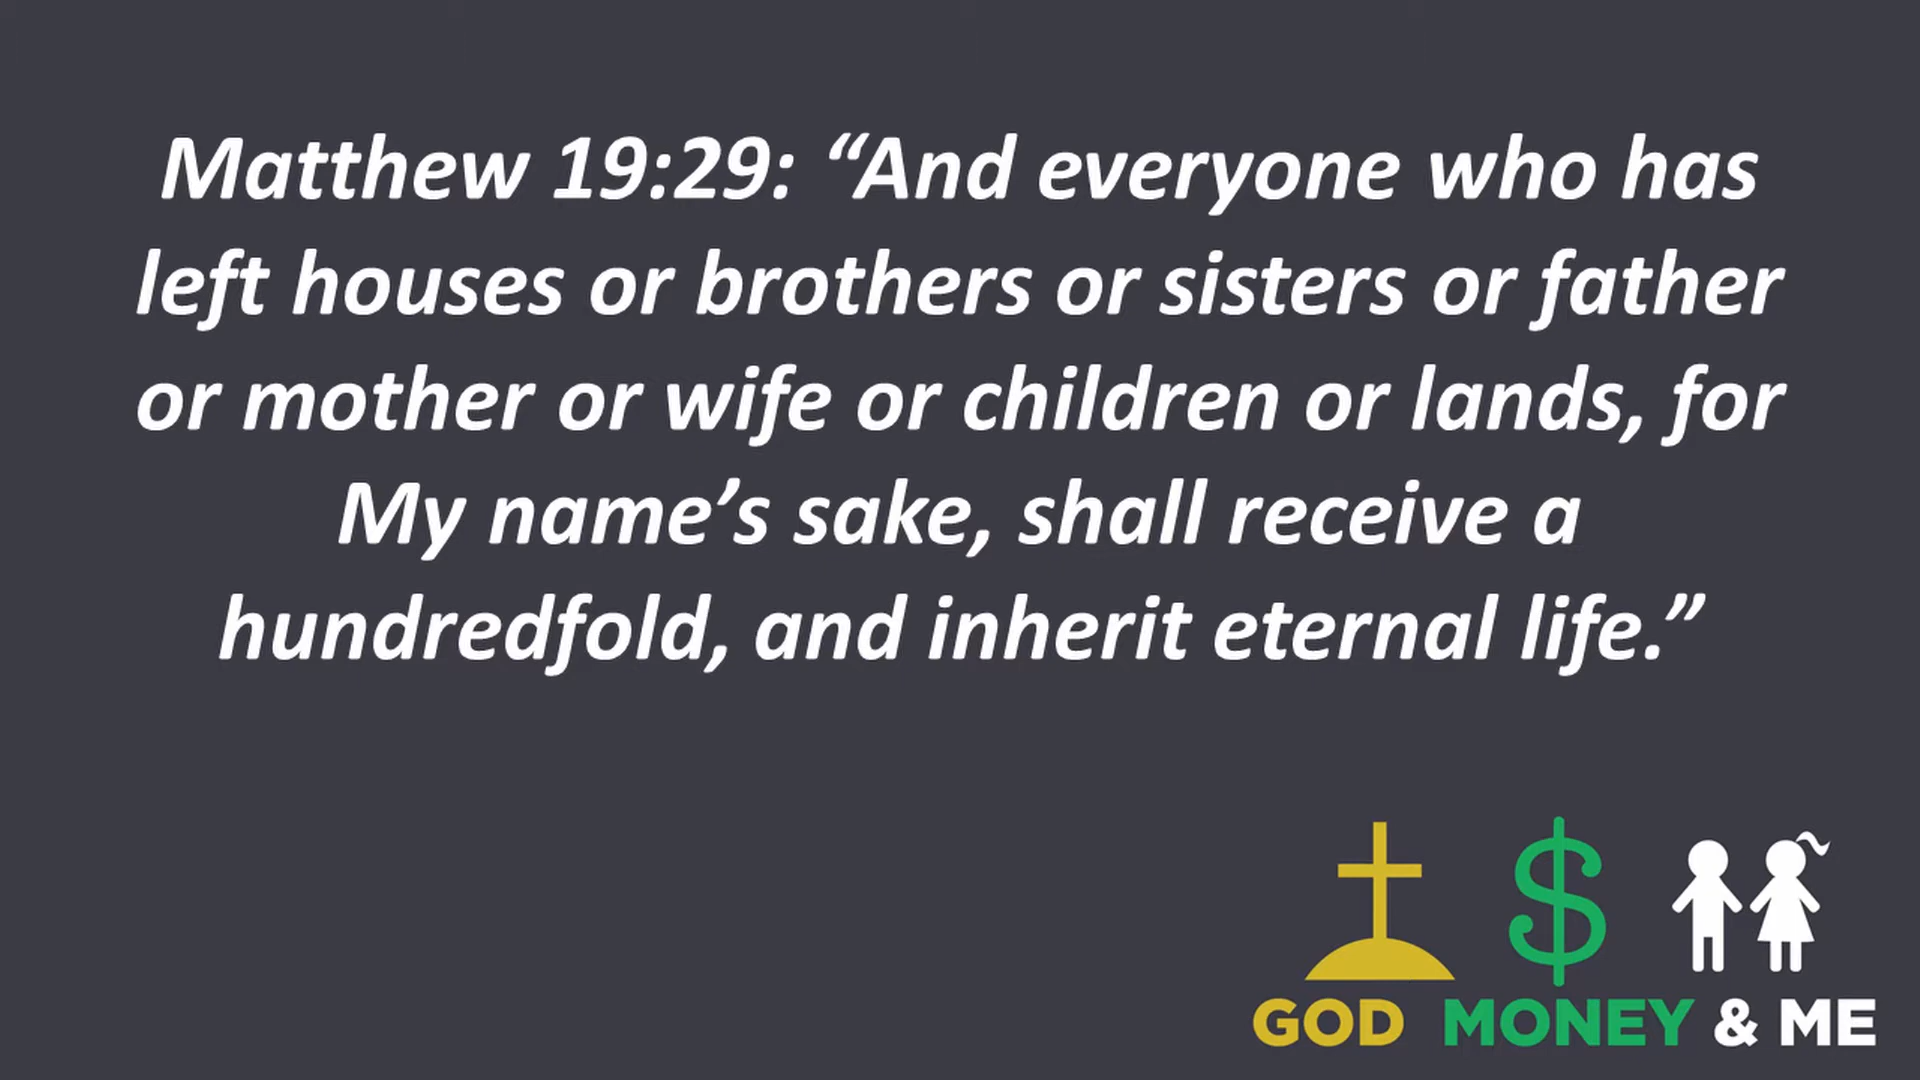 Matthew 19:29: “And everyone who has
left houses or brothers or sisters or father
or mother or wife or children or lands, for
My name’s sake, shall receive a
hundredfold, and inherit eternal life.”
$
GOD MONEY & ME